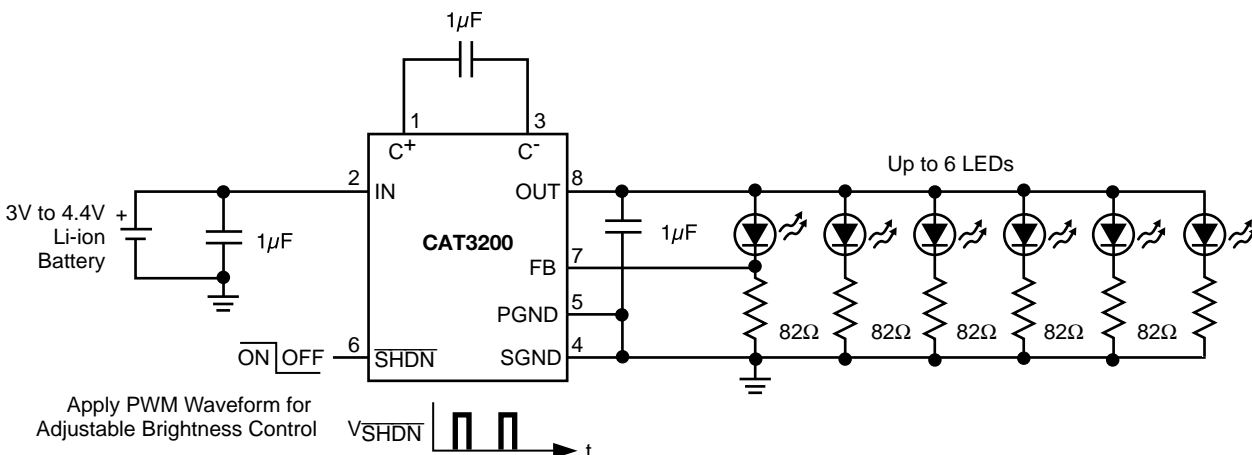 1µF
1
3
C+
C-
Up to 6 LEDs
2
IN
OUT
8
3V to 4.4V
+
Li-ion
Battery
1µF
CAT3200
1µF
FB
7
PGND
5
82Ω
82Ω
82Ω
82Ω
82Ω
ON
OFF
6
SHDN
SGND
4
Apply PWM Waveform for
Adjustable Brightness Control
VSHDN
t